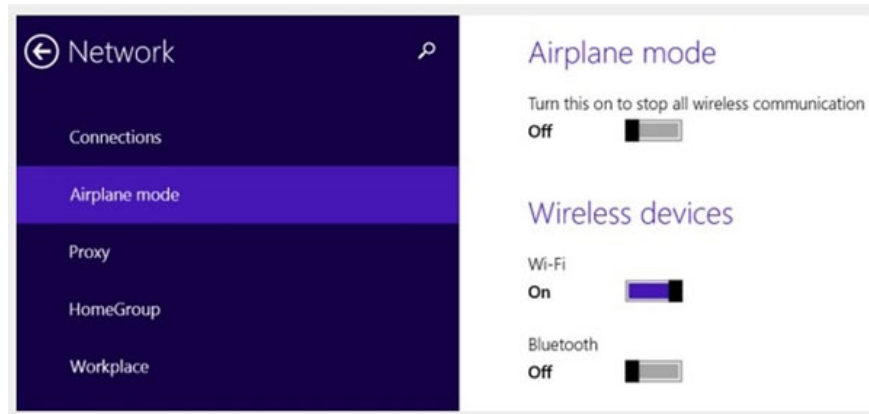 Network
Connections
Airplane mode
Proxy
HomeGroup
Workplace
Airplane mode
Turn this on to stop all wireless communication
Off
Wireless devices
Wi-Fi
On
Bluetooth
Off